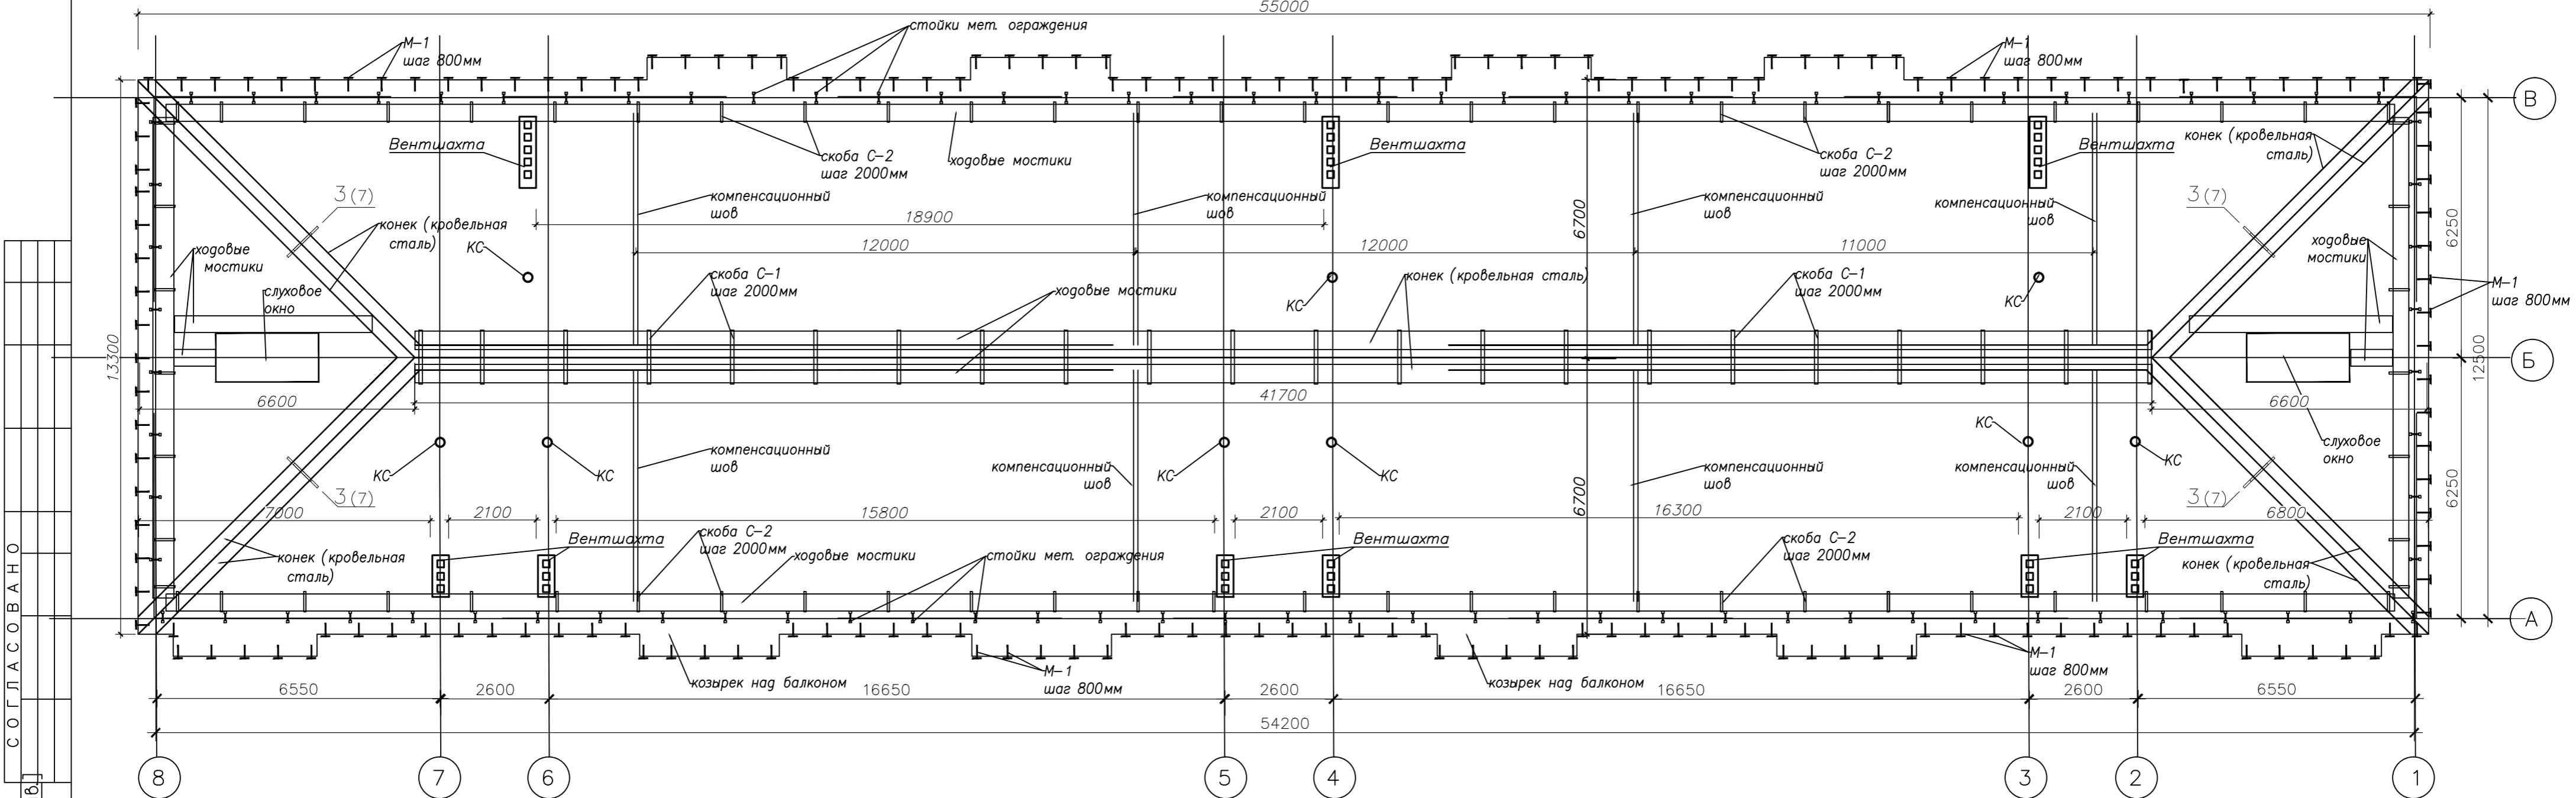 55000
стойки мет. ограждения
М-1
шаг 800мм
М-1
шаг 800мм
В
Вентшахта
скоба С-2
шаг 2000мм
ходовые мостики
Вентшахта
скоба С-2
шаг 2000мм
Вентшахта
конек (кровельная
сталь)
3 (7)
компенсационный
шов
компенсационный
шов
компенсационный
шов
компенсационный
шов
3 (7)
18900
6700
6250
конек (кровельная
сталь)
КС
12000
12000
11000
ходовые
мостики
ходовые
мостики
слуховое
окно
скоба С-1
шаг 2000мм
ходовые мостики
КС
конек (кровельная сталь)
скоба С-1
шаг 2000мм
КС
М-1
шаг 800мм
13300
12500
Б
6600
41700
6600
КС
КС
КС
КС
КС
КС
слуховое
окно
компенсационный
шов
компенсационный
шов
компенсационный
шов
компенсационный
шов
3 (7)
3 (7)
6700
6250
7000
2100
15800
2100
16300
2100
6800
Вентшахта
скоба С-2
шаг 2000мм
ходовые мостики
стойки мет. ограждения
Вентшахта
скоба С-2
шаг 2000мм
Вентшахта
конек (кровельная
сталь)
конек (кровельная
сталь)
А
козырек над балконом
М-1
шаг 800мм
козырек над балконом
М-1
шаг 800мм
6550
2600
16650
2600
16650
2600
6550
54200
8
7
6
5
4
3
2
1
СОГЛАСОВАНО